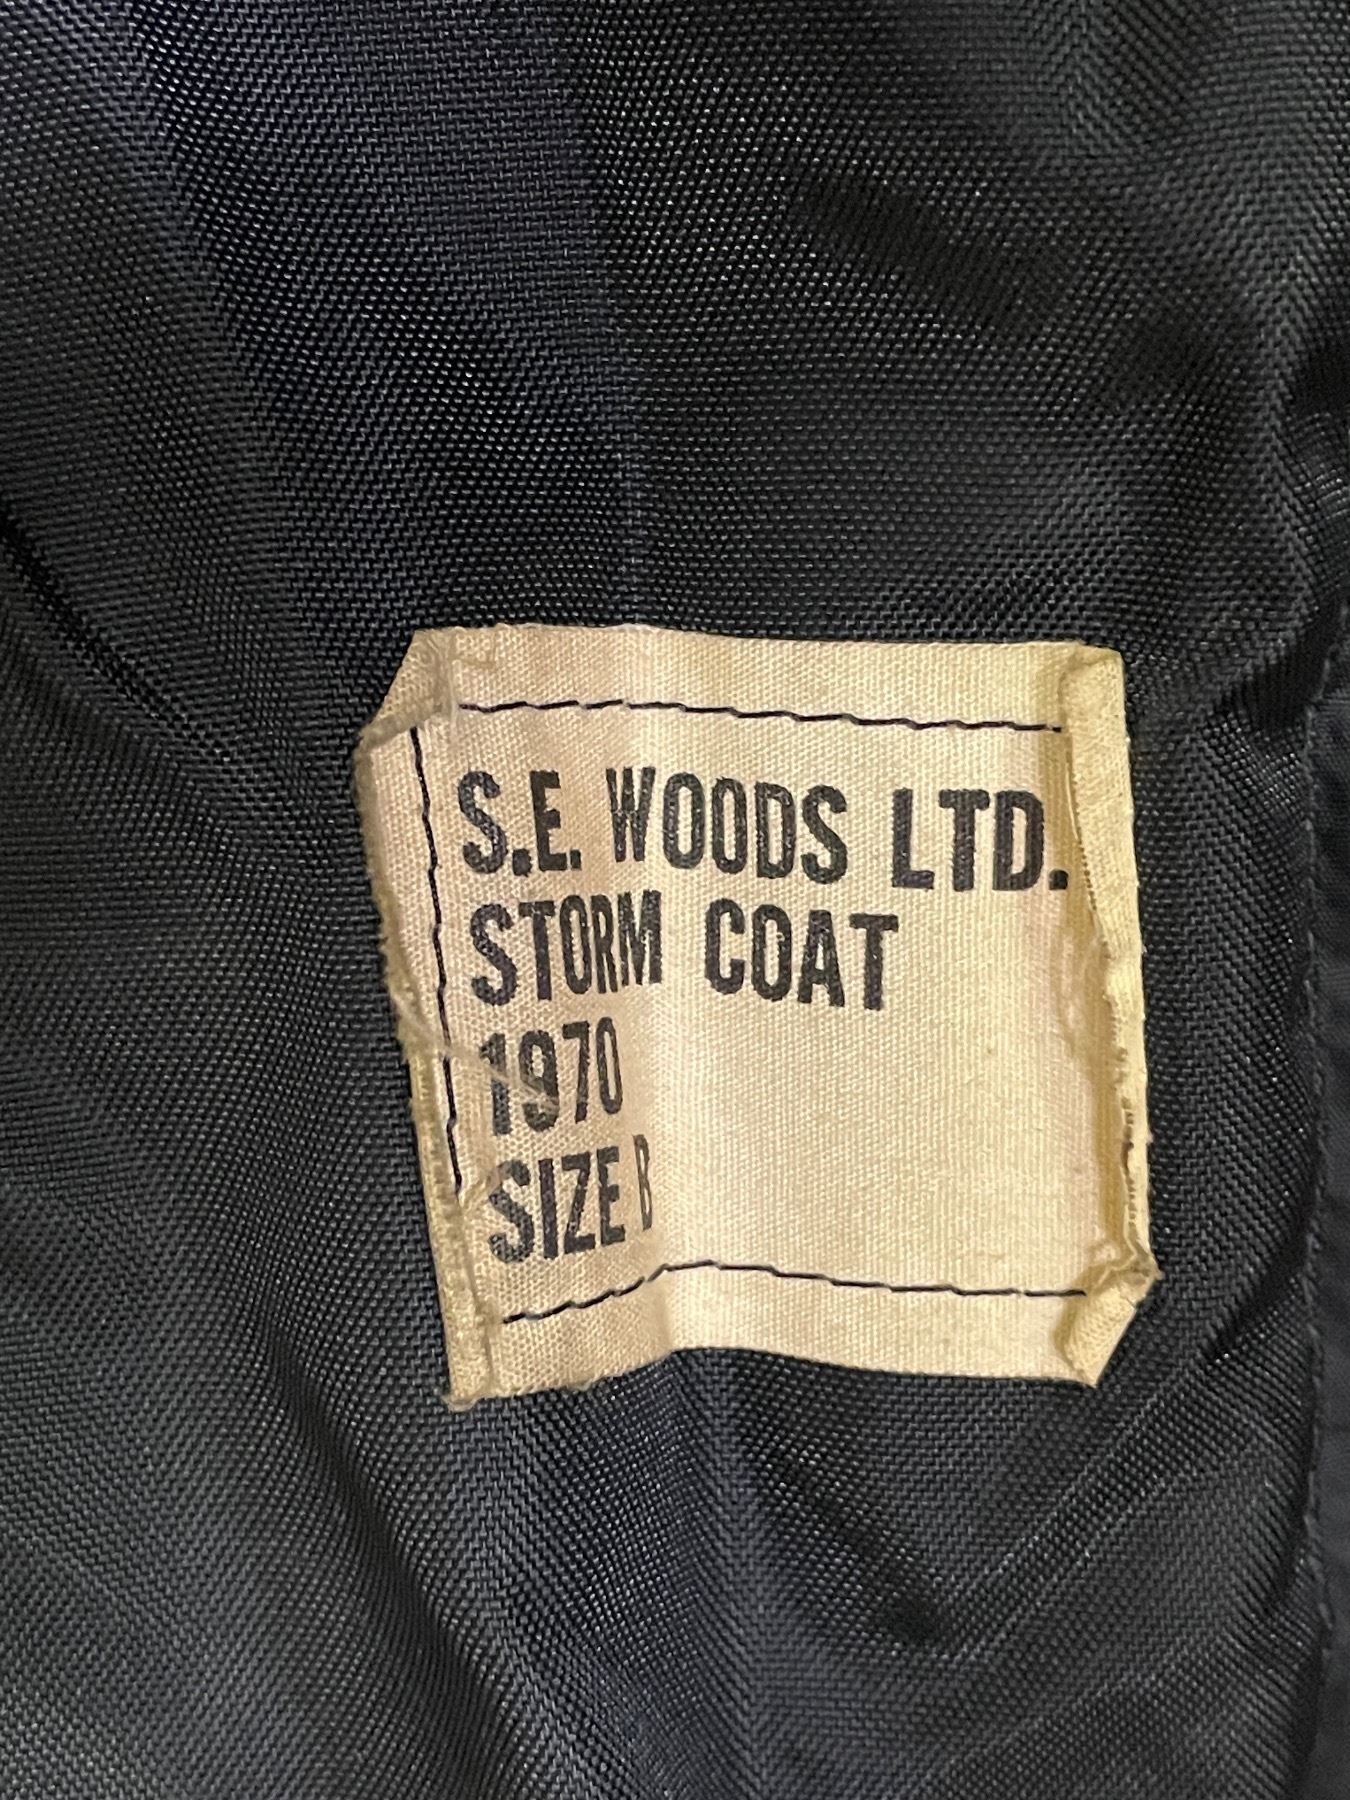 S.E. WOODS LTD.
STORM COAT
1970
SIZE B